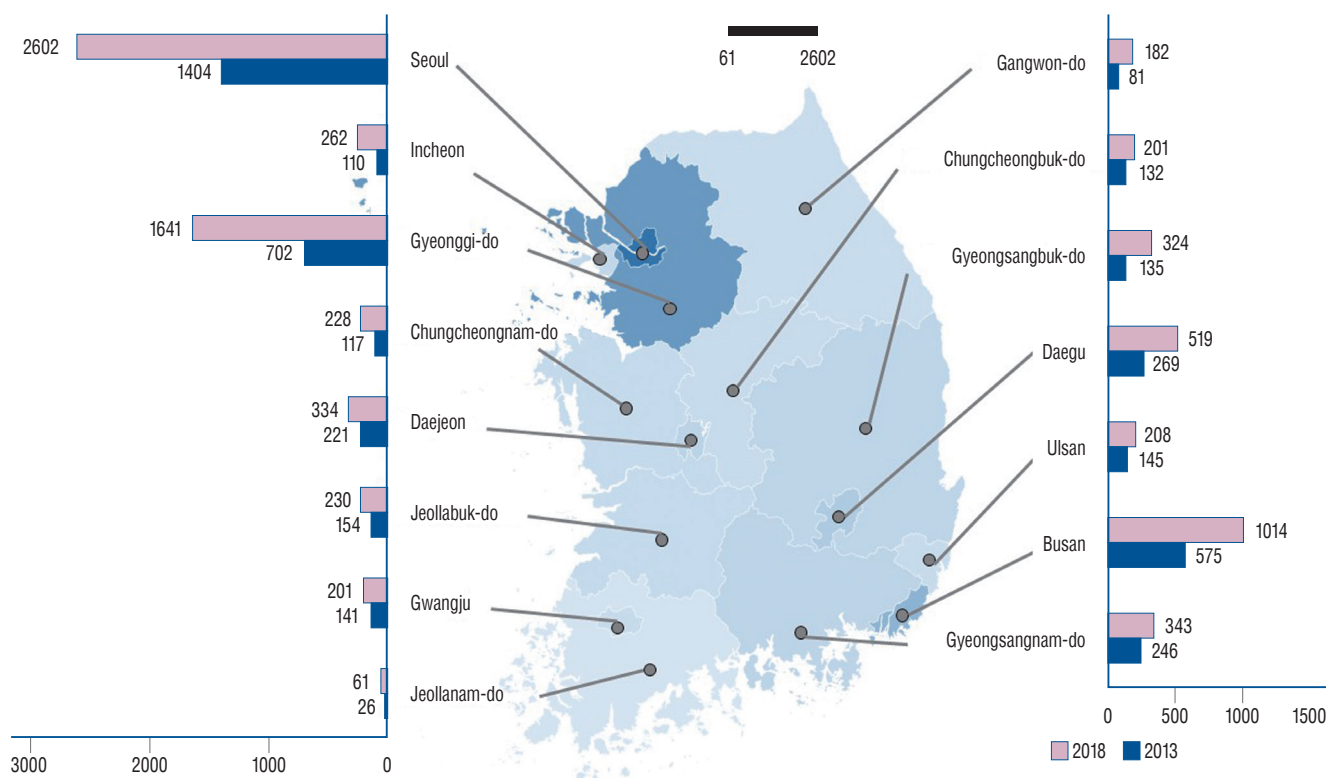 2602
1404
Seoul
262
110
Incheon
1641
702
Gyeonggi-do
228
117
Chungcheongnam-do
334
221
Daejeon
230
154
Jeollabuk-do
201
141
Gwangju
61
26
Jeollanam-do
3000 2000 1000 0
61 2602
Gangwon-do
182
81
Chungcheongbuk-do
201
132
Gyeongsangbuk-do
324
135
Daegu
519
269
Ulsan
208
145
Busan
1014
575
Gyeongsangnam-do
343
246
0 500 1000 1500
2018 2013